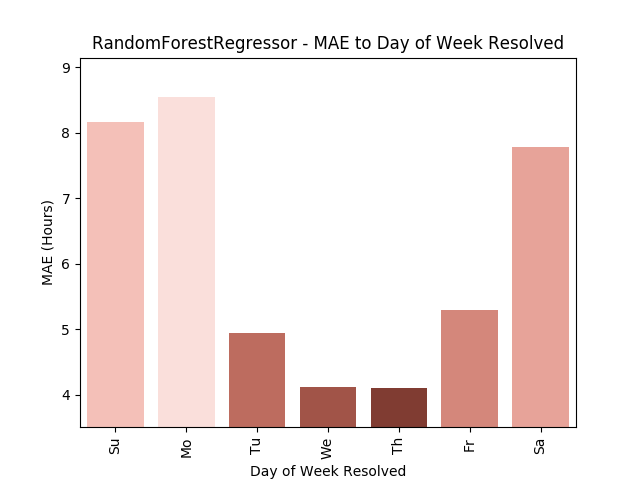 RandomForestRegressor - MAE to Day of Week Resolved
9
8
7
6
5
4
MAE (Hours)
Su Mo Tu We Th Fr Sa
Day of Week Resolved